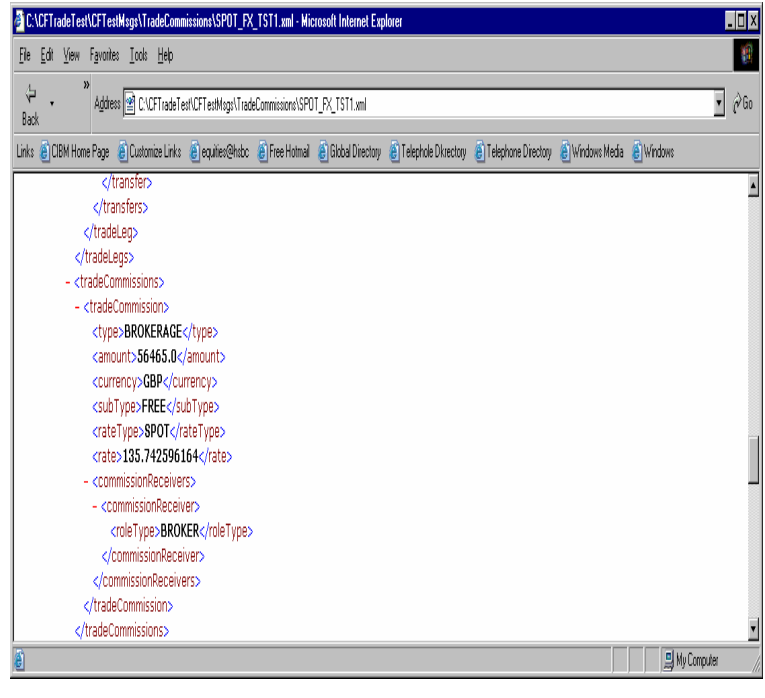 C:\CFTradeTest\CFTestMsgs\TradeCommissions\SPOT_FX_TST1.xml - Microsoft Internet Explorer
File Edit View Favorites Tools Help
Back » Address C:\CFTradeTest\CFTestMsgs\TradeCommissions\SPOT_FX_TST1.xml Go
Links CIBM Home Page Customize Links equities@hsbc Free Hotmail Global Directory Telephole Dkrectory Telephone Directory Windows Media Windows
</transfer>
</transfers>
</tradeLeg>
</tradeLegs>
- <tradeCommissions>
- <tradeCommission>
<type>BROKERAGE</type>
<amount>56465.0</amount>
<currency>GBP</currency>
<subType>FREE</subType>
<rateType>SPOT</rateType>
<rate>135.742596164</rate>
- <commissionReceivers>
- <commissionReceiver>
<roleType>BROKER</roleType>
</commissionReceiver>
</commissionReceivers>
</tradeCommission>
</tradeCommissions>
My Computer